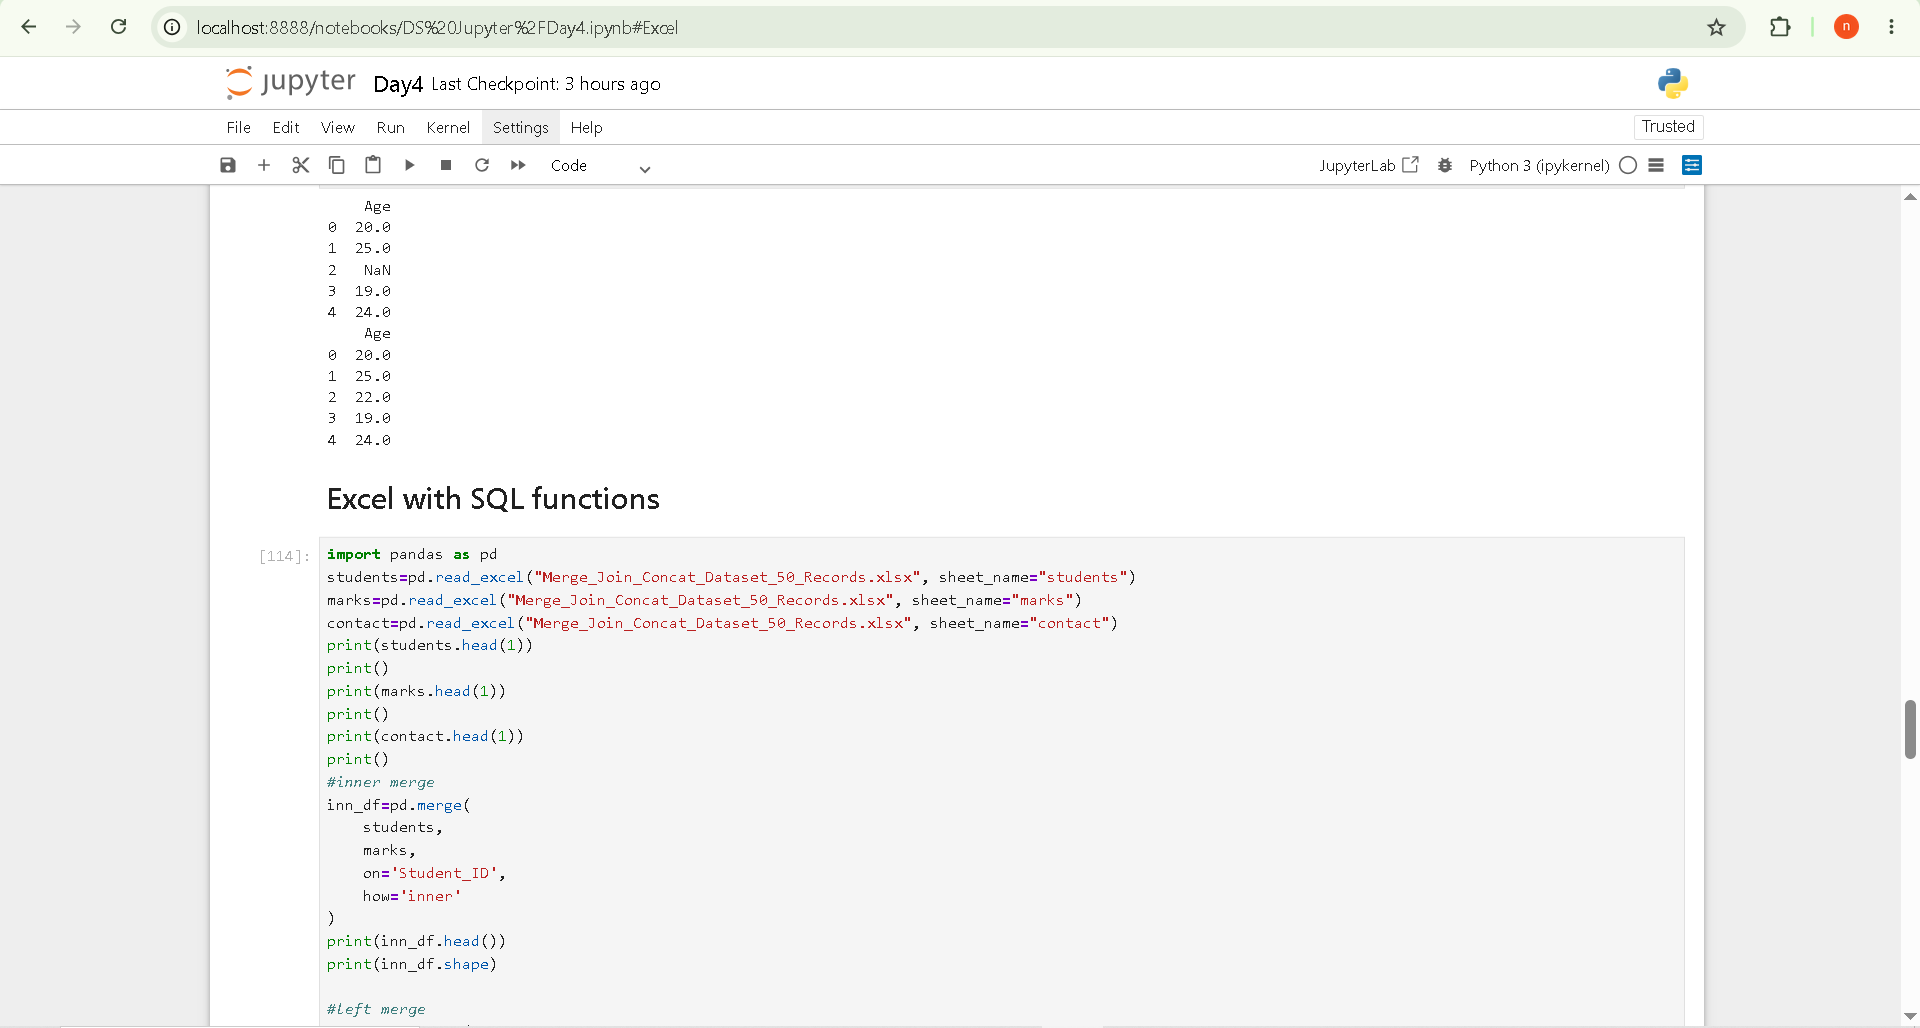 localhost:8888/notebooks/DS%20Jupyter%2FDay4.ipynb#Excel
n
jupyter Day4 Last Checkpoint: 3 hours ago
File Edit View Run Kernel Settings Help
Trusted
Code
JupyterLab
Python 3 (ipykernel)
Age
0 20.0
1 25.0
2 NaN
3 19.0
4 24.0
Age
0 20.0
1 25.0
2 22.0
3 19.0
4 24.0
Excel with SQL functions
[114]:
import pandas as pd
students=pd.read_excel("Merge_Join_Concat_Dataset_50_Records.xlsx", sheet_name="students")
marks=pd.read_excel("Merge_Join_Concat_Dataset_50_Records.xlsx", sheet_name="marks")
contact=pd.read_excel("Merge_Join_Concat_Dataset_50_Records.xlsx", sheet_name="contact")
print(students.head(1))
print()
print(marks.head(1))
print()
print(contact.head(1))
print()
#inner merge
inn_df=pd.merge(
    students,
    marks,
    on='Student_ID',
    how='inner'
)
print(inn_df.head())
print(inn_df.shape)
#left merge